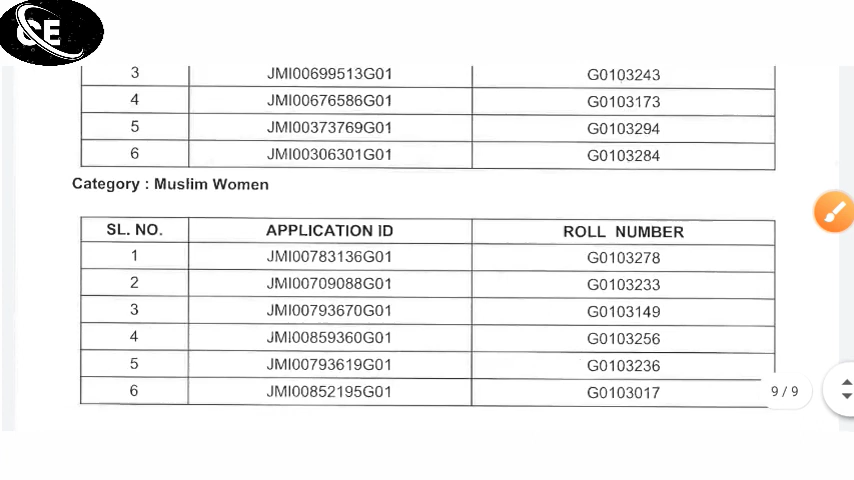 CE
3 JMI00699513G01 G0103243
4 JMI00676586G01 G0103173
5 JMI00373769G01 G0103294
6 JMI00306301G01 G0103284
Category : Muslim Women
SL. NO. APPLICATION ID ROLL NUMBER
1 JMI00783136G01 G0103278
2 JMI00709088G01 G0103233
3 JMI00793670G01 G0103149
4 JMI00859360G01 G0103256
5 JMI00793619G01 G0103236
6 JMI00852195G01 G0103017
9 / 9